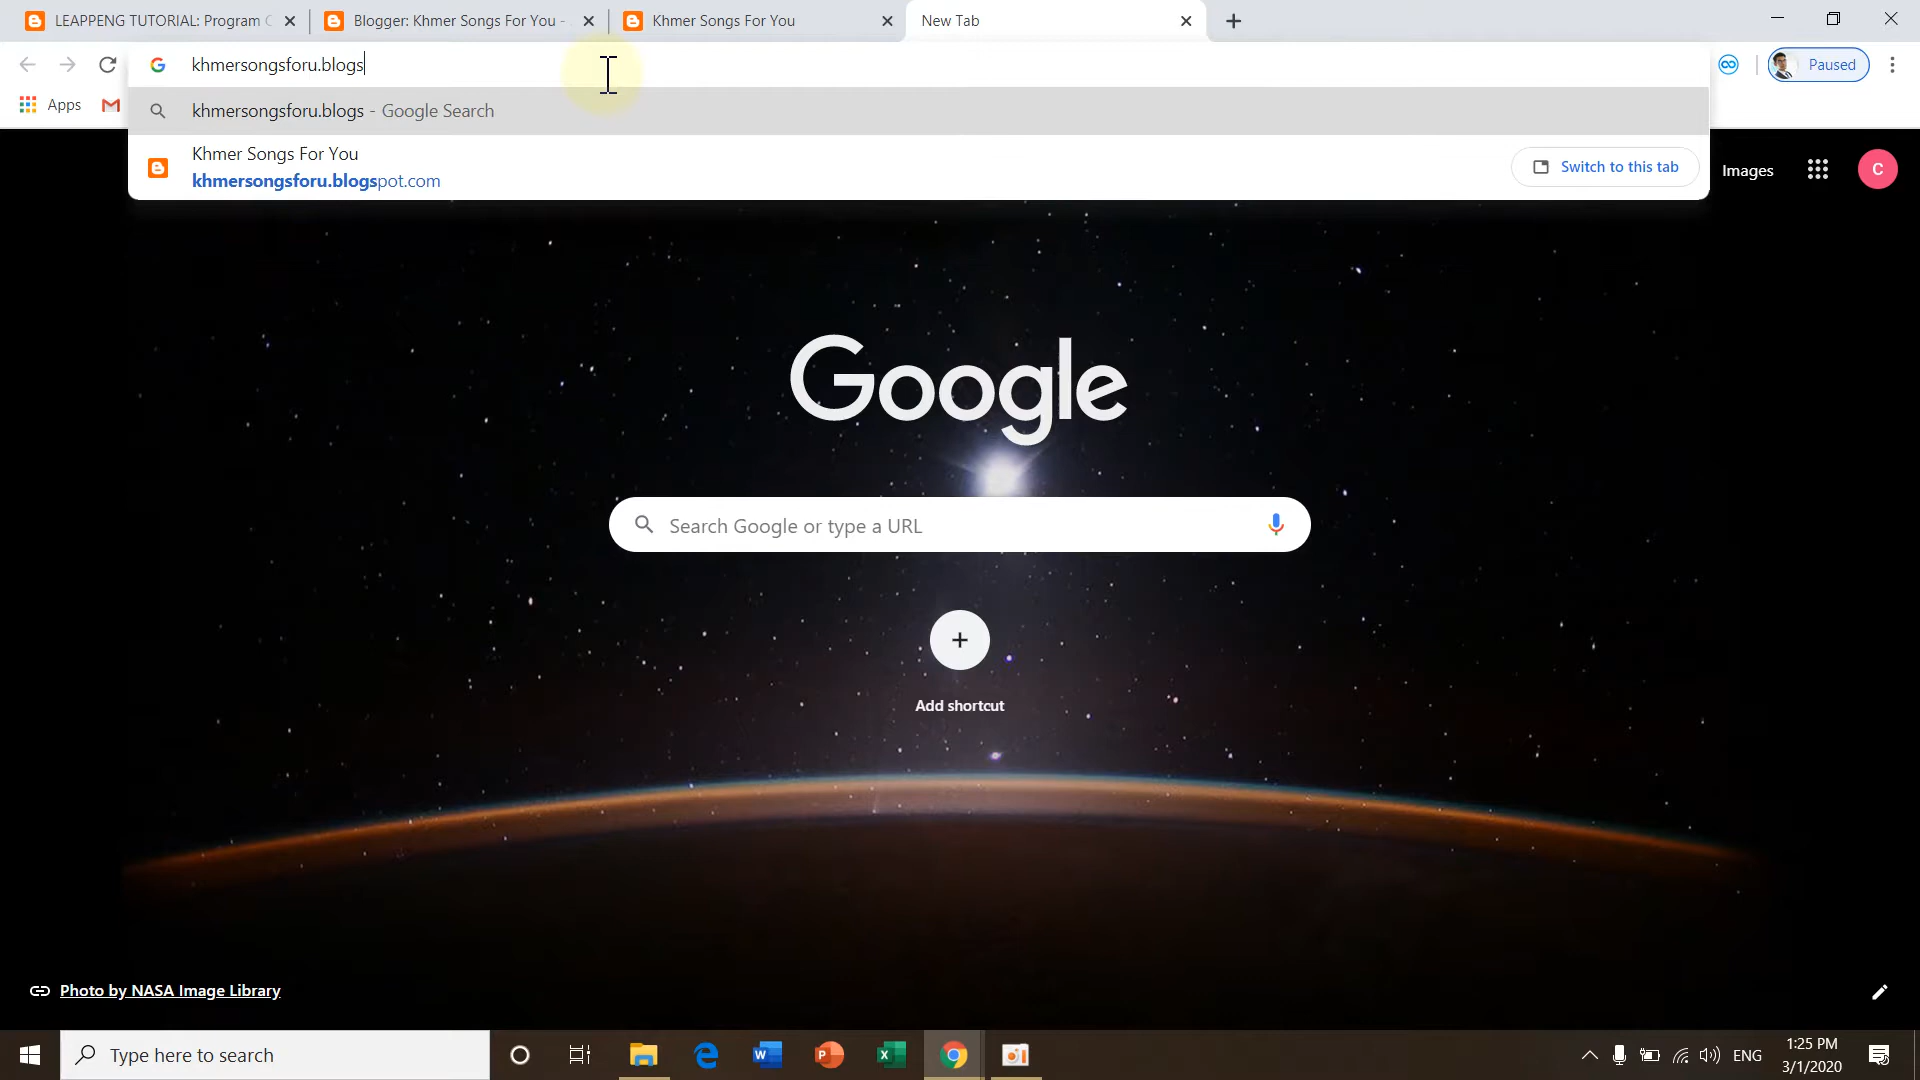 LEAPPENG TUTORIAL: Program C
Blogger: Khmer Songs For You -
Khmer Songs For You
New Tab
khmersongsforu.blogs
Paused
Apps
khmersongsforu.blogs - Google Search
Khmer Songs For You
khmersongsforu.blogspot.com
Switch to this tab
Images
C
Google
Search Google or type a URL
Add shortcut
Photo by NASA Image Library
Type here to search
ENG
1:25 PM
3/1/2020